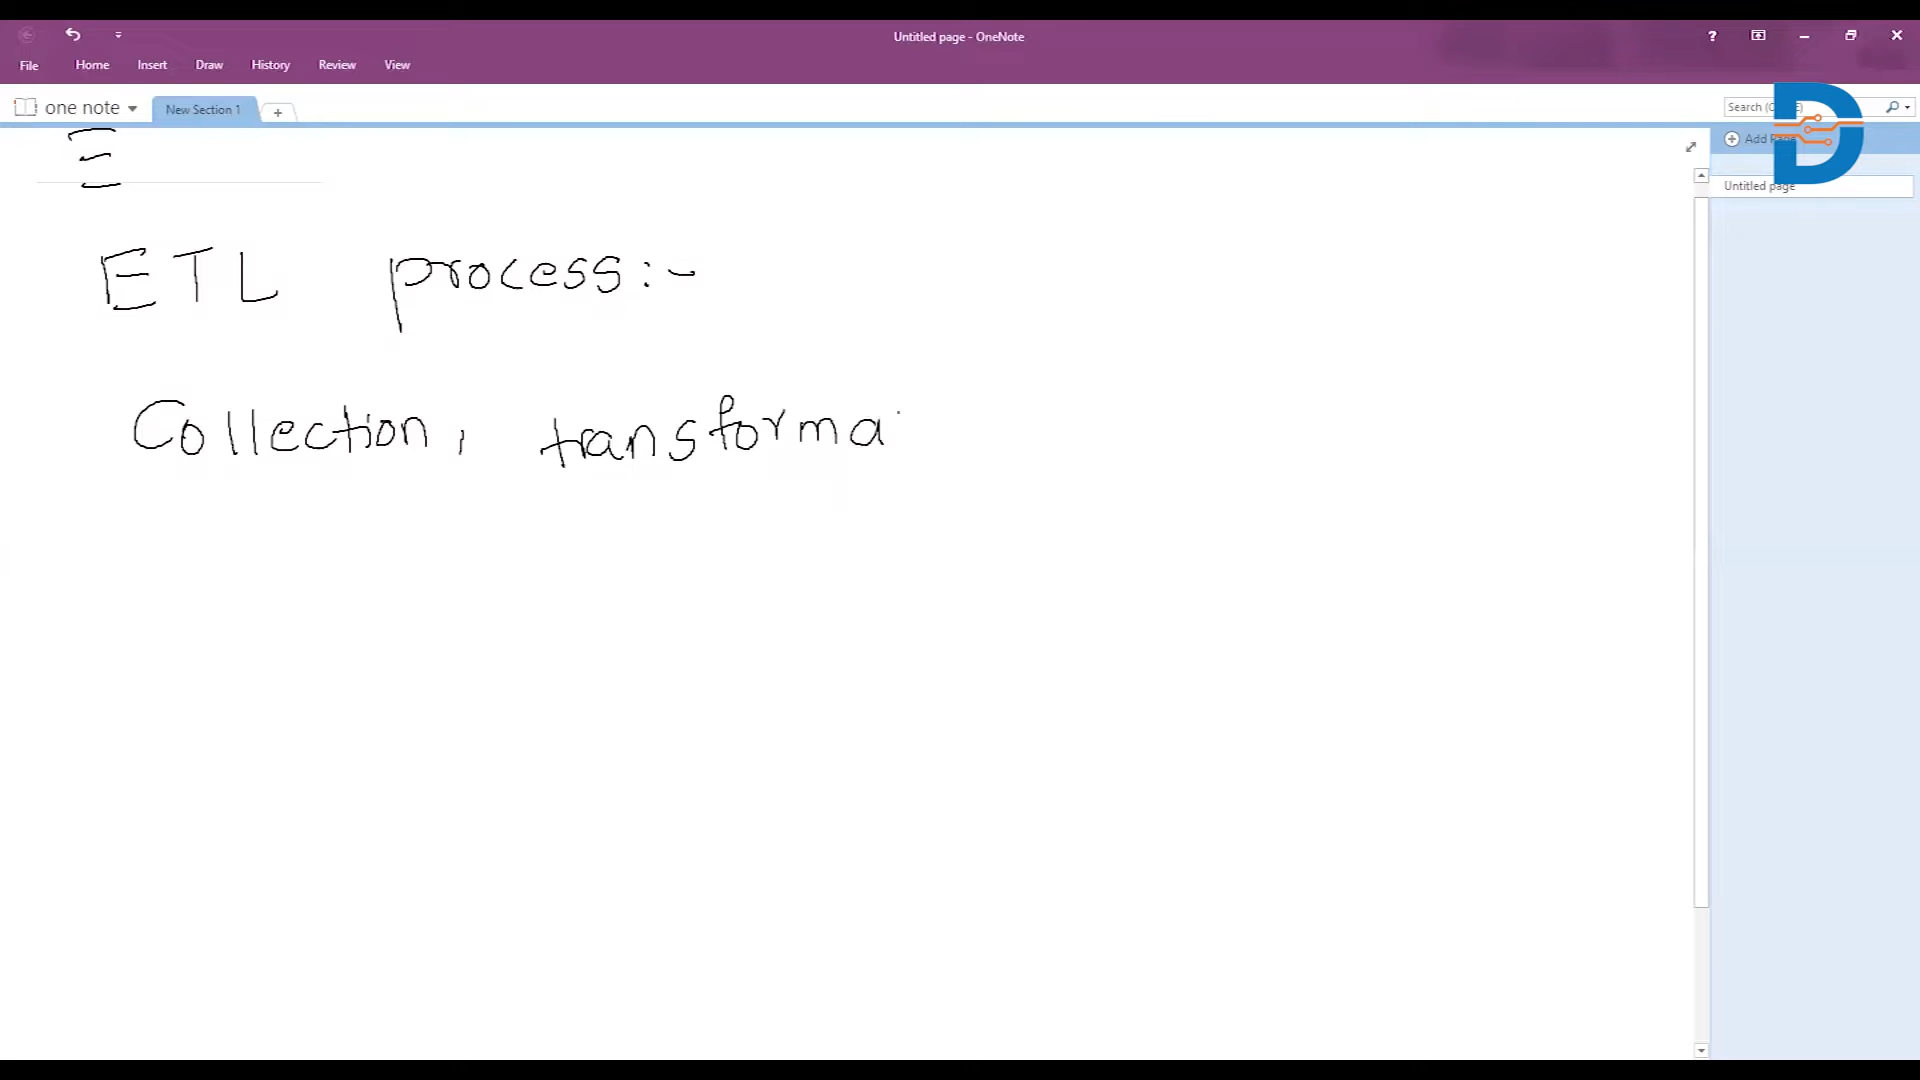 Untitled page - OneNote
?
File Home Insert Draw History Review View
one note New Section 1 +
Search (
Add
Untitled page
ETL process:-
Collection, transforma